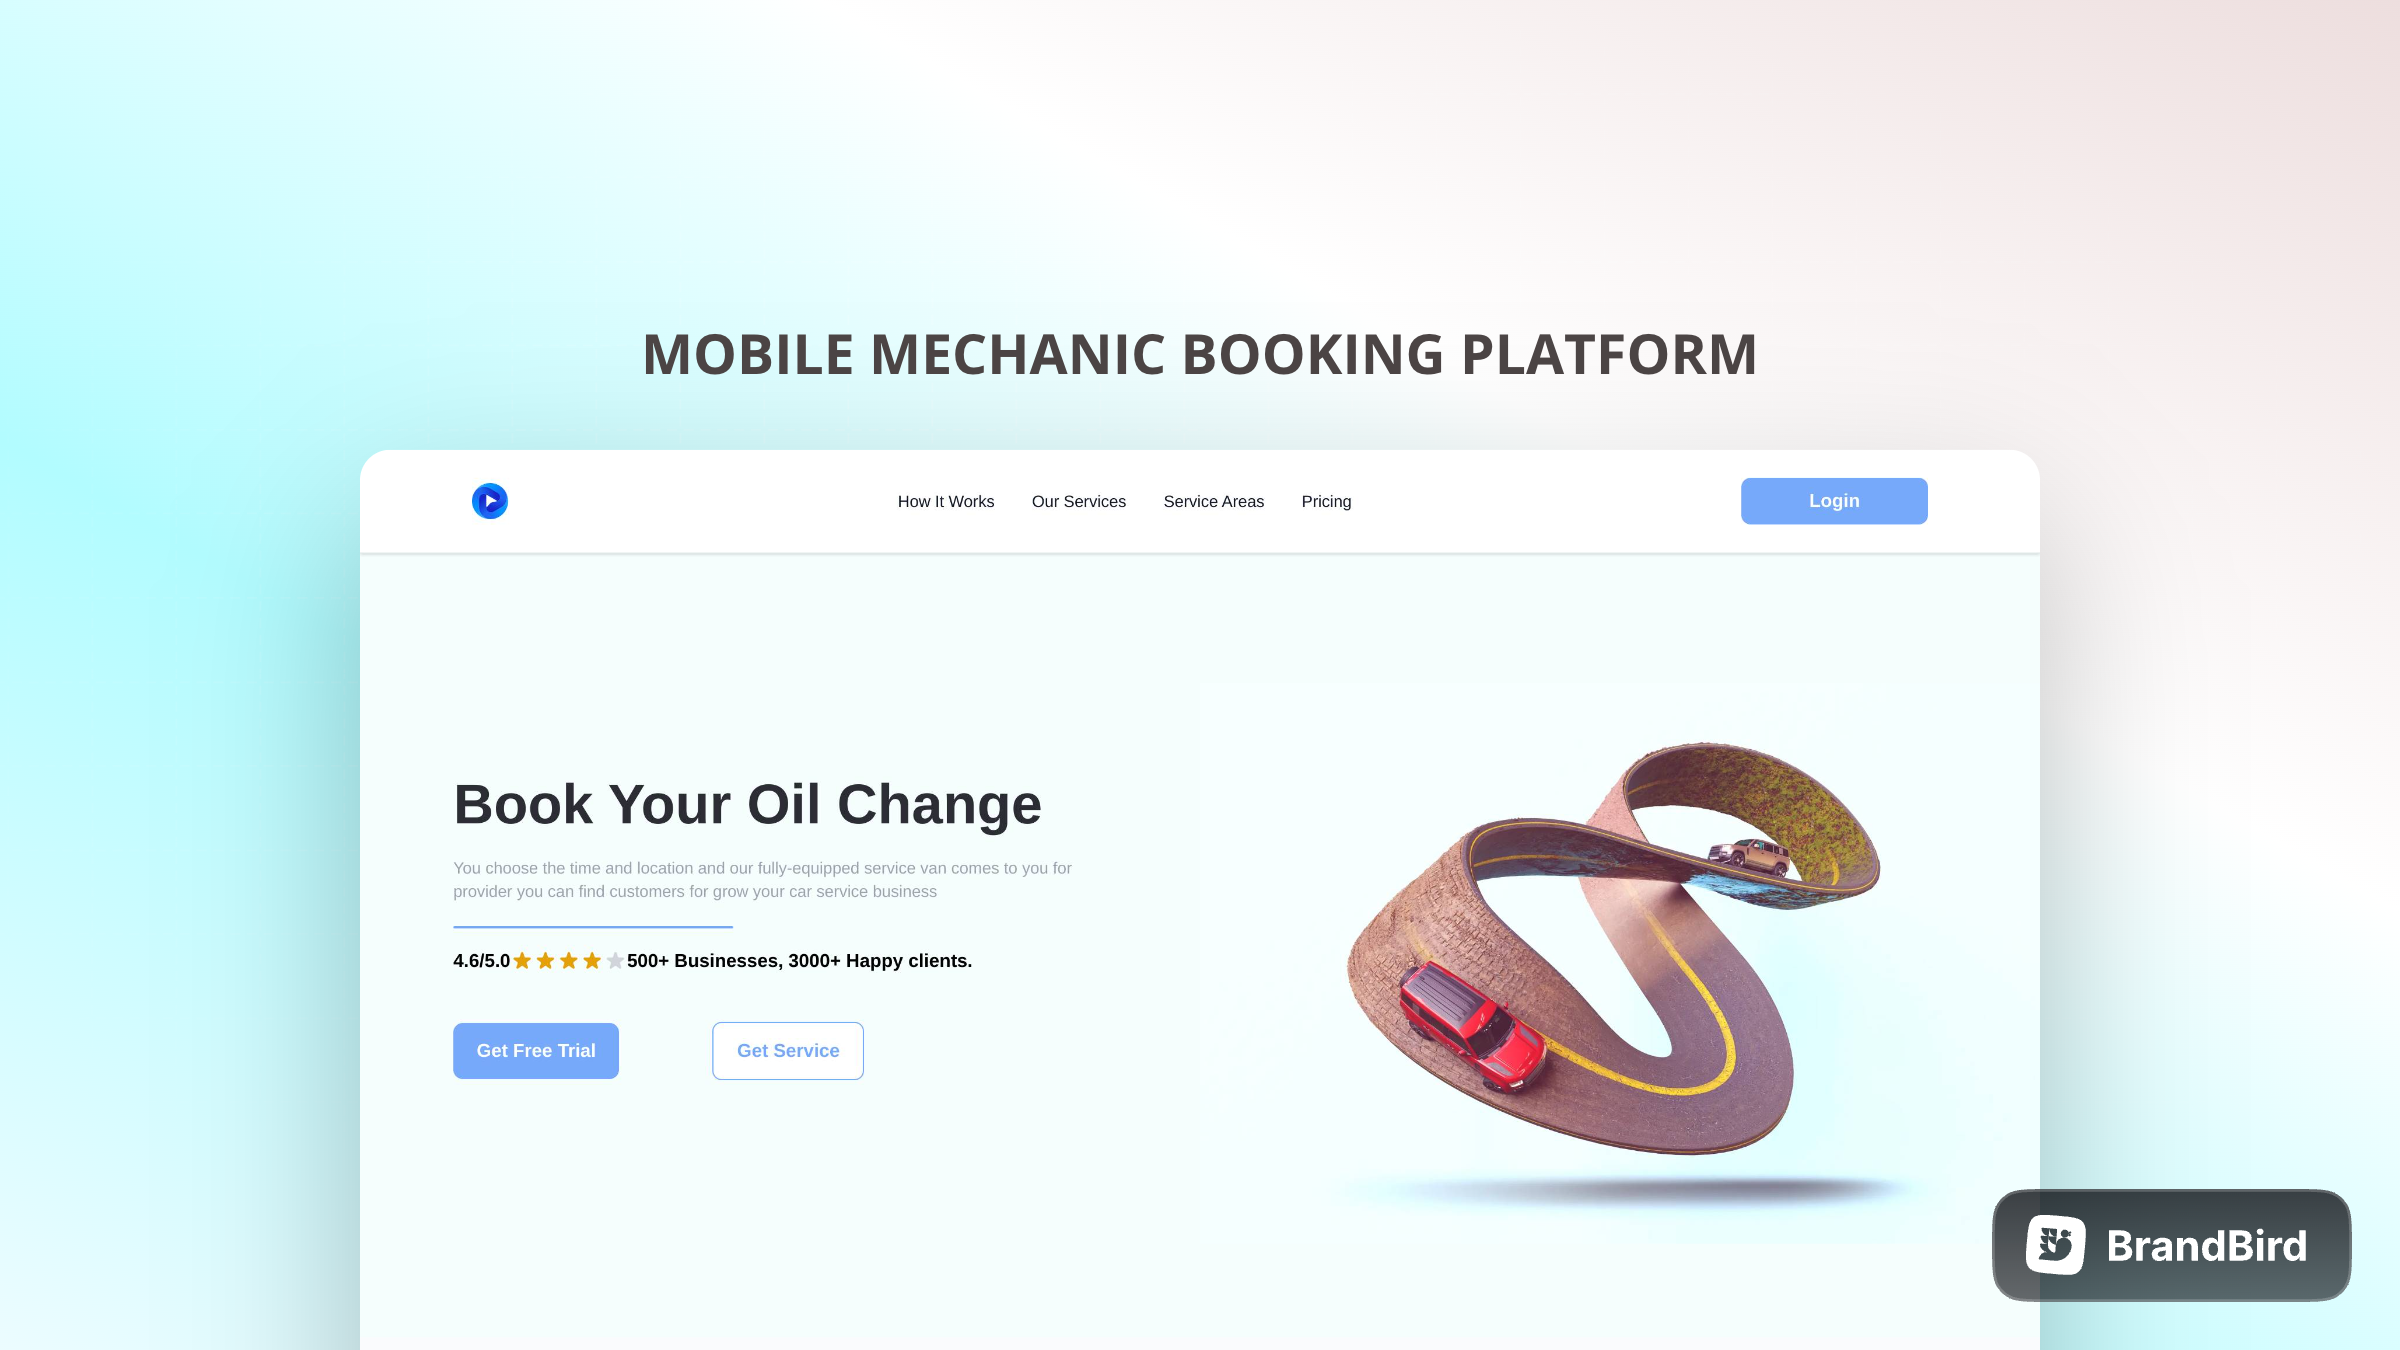 MOBILE MECHANIC BOOKING PLATFORM
How It Works Our Services Service Areas Pricing Login
Book Your Oil Change
You choose the time and location and our fully-equipped service van comes to you for
provider you can find customers for grow your car service business
4.6/5.0 500+ Businesses, 3000+ Happy clients.
Get Free Trial Get Service
BrandBird